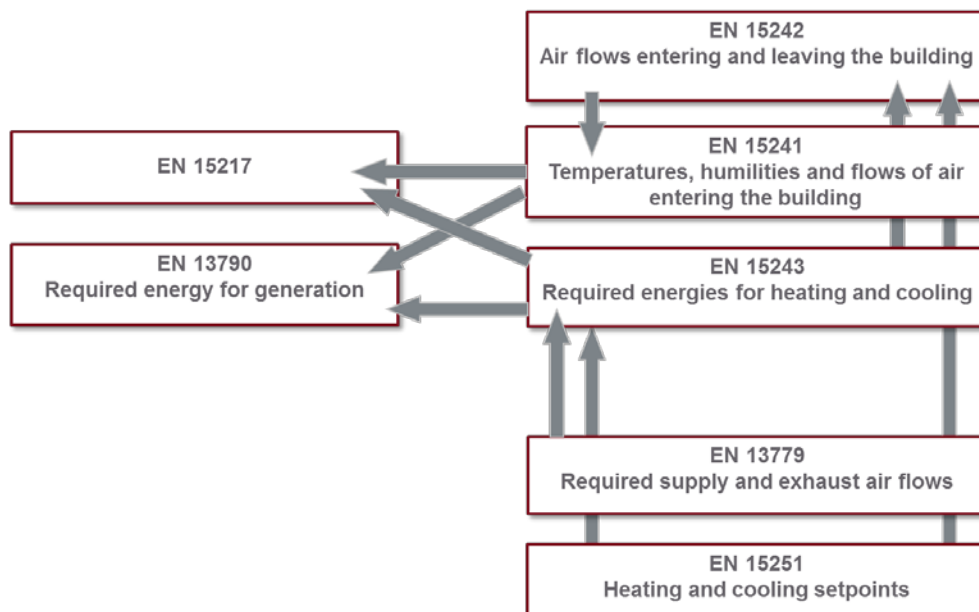 EN 15242
Air flows entering and leaving the building
EN 15217
EN 15241
Temperatures, humilities and flows of air
entering the building
EN 13790
Required energy for generation
EN 15243
Required energies for heating and cooling
EN 13779
Required supply and exhaust air flows
EN 15251
Heating and cooling setpoints